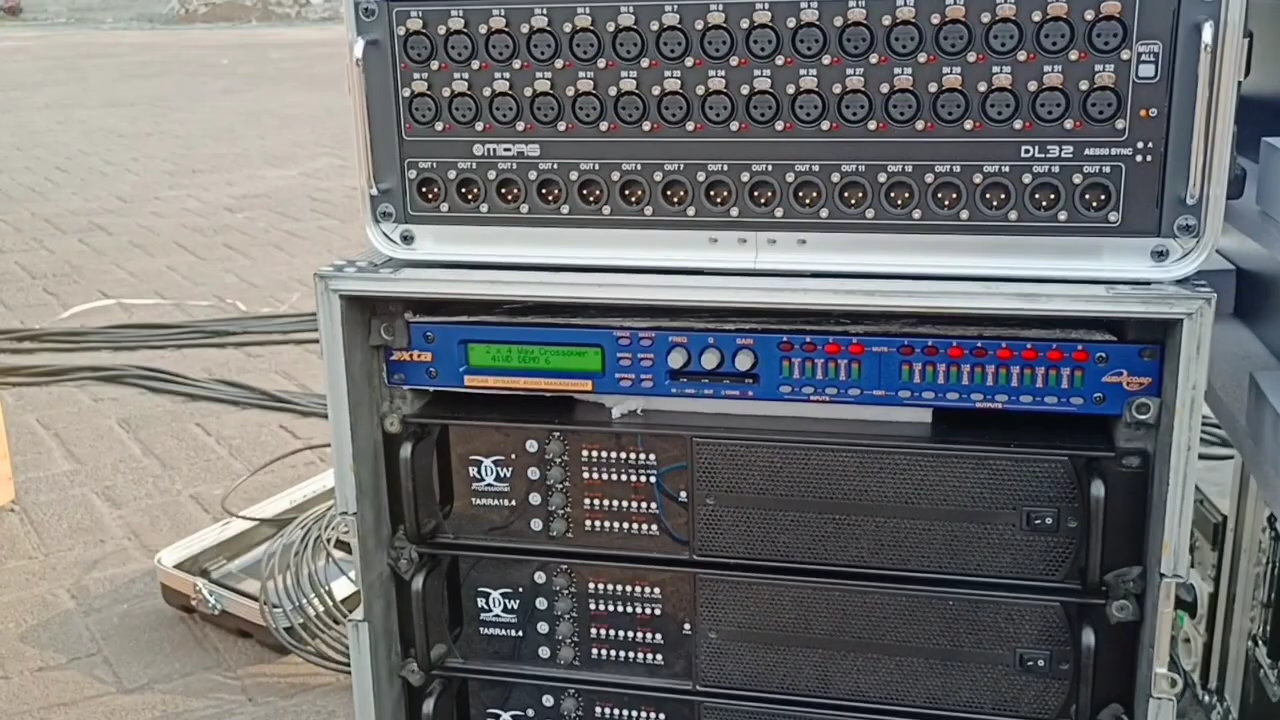 IN 1 IN 2 IN 3 IN 4 IN 5 IN 6 IN 7 IN 8 IN 9 IN 10 IN 11 IN 12 IN 13 IN 14 IN 15 IN 16
MUTE
ALL
IN 17 IN 18 IN 19 IN 20 IN 21 IN 22 IN 23 IN 24 IN 25 IN 26 IN 27 IN 28 IN 29 IN 30 IN 31 IN 32
MIDAS DL32 AES50 SYNC A
B
OUT 1 OUT 2 OUT 3 OUT 4 OUT 5 OUT 6 OUT 7 OUT 8 OUT 9 OUT 10 OUT 11 OUT 12 OUT 13 OUT 14 OUT 15 OUT 16
xta
2 x 4 Way Crossover
DYNAMIC AUDIO MANAGEMENT
MENU
BYPASS QUIT
FREQ Q GAIN
MUTE
EDIT
INPUTS OUTPUTS
A
B
C
D
RDW
Professional
TARRA18.4
A
B
C
D
RDW
Professional
TARRA18.4
A
B
RDW